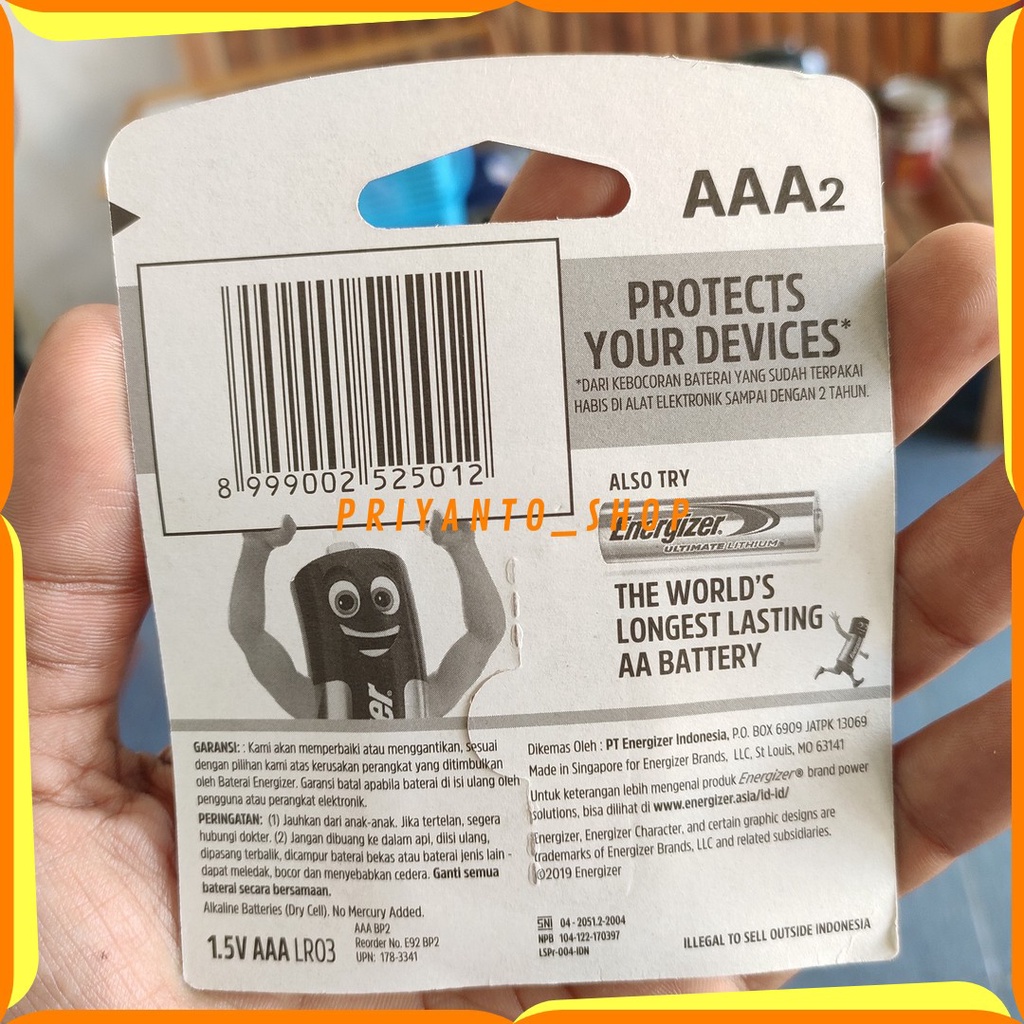 AAA2
8 999002 525012
PROTECTS
YOUR DEVICES*
*DARI KEBOCORAN BATERAI YANG SUDAH TERPAKAI
HABIS DI ALAT ELEKTRONIK SAMPAI DENGAN 2 TAHUN.
PRIYANTO_SHOP
ALSO TRY
Energizer
ULTIMATE LITHIUM™
THE WORLD'S
LONGEST LASTING
AA BATTERY
zer
GARANSI: : Kami akan memperbaiki atau menggantikan, sesuai
dengan pilihan kami atas kerusakan perangkat yang ditimbulkan
oleh Baterai Energizer. Garansi batal apabila baterai di isi ulang oleh
pengguna atau perangkat elektronik.
PERINGATAN: (1) Jauhkan dari anak-anak. Jika tertelan, segera
hubungi dokter. (2) Jangan dibuang ke dalam api, diisi ulang,
dipasang terbalik, dicampur baterai bekas atau baterai jenis lain -
dapat meledak, bocor dan menyebabkan cedera. Ganti semua
baterai secara bersamaan.
Alkaline Batteries (Dry Cell). No Mercury Added.
1.5V AAA LR03
AAA BP2
Reorder No. E92 BP2
UPN: 178-3341
Dikemas Oleh : PT Energizer Indonesia, P.O. BOX 6909 JATPK 13069
Made in Singapore for Energizer Brands, LLC, St Louis, MO 63141
Untuk keterangan lebih mengenai produk Energizer® brand power
solutions, bisa dilihat di www.energizer.asia/id-id/
Energizer, Energizer Character, and certain graphic designs are
trademarks of Energizer Brands, LLC and related subsidiaries.
©2019 Energizer
SNI 04-2051.2-2004
NPB 104-122-170397
LSPr-004-IDN
ILLEGAL TO SELL OUTSIDE INDONESIA